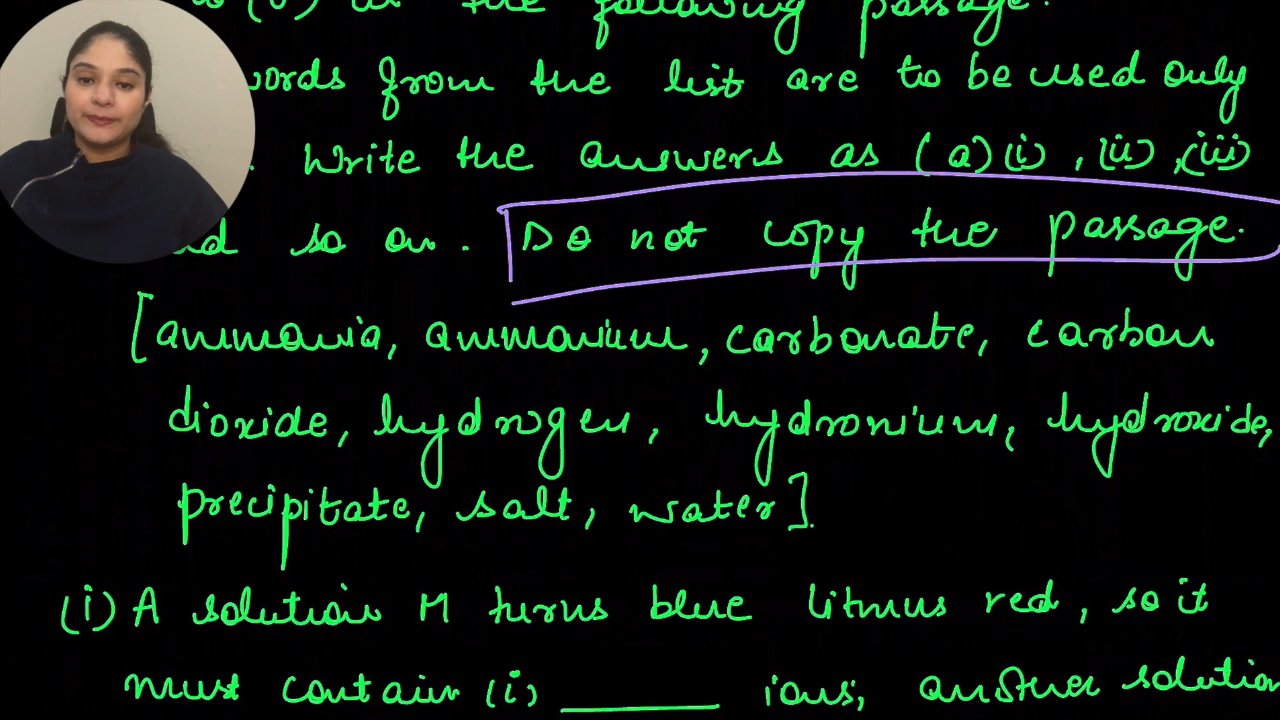 (v) in the following passage.
words from the list are to be used only
. Write the answers as (a)(i), (ii), (iii)
so on. Do not copy the passage.
[ammonia, ammonium, carbonate, carbon
dioxide, hydrogen, hydronium, hydroxide,
precipitate, salt, water].
(i) A solution M turns blue litmus red, so it
must contain (i) ______ ions; another solution